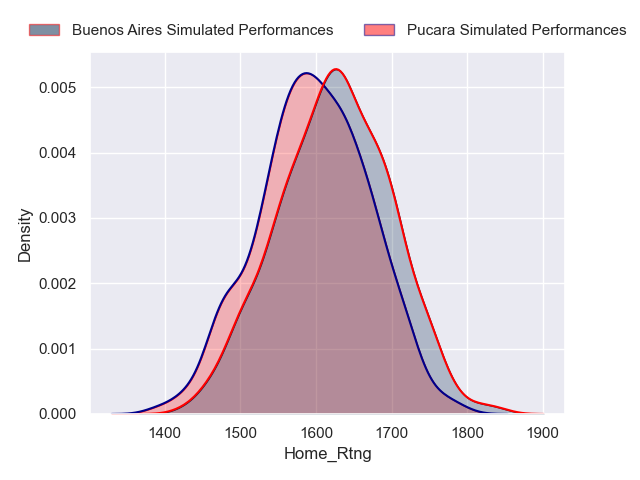 Buenos Aires Simulated Performances Pucara Simulated Performances
0.005
0.004
0.003
0.002
0.001
0.000
Density
1400 1500 1600 1700 1800 1900
Home_Rtng